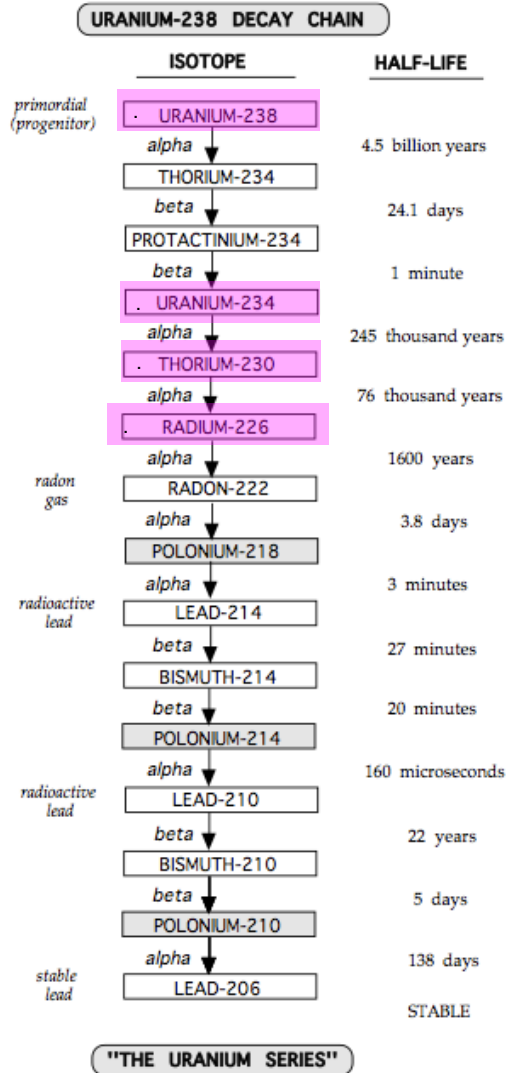 URANIUM-238 DECAY CHAIN
ISOTOPE HALF-LIFE
primordial
(progenitor)
. URANIUM-238
alpha 4.5 billion years
THORIUM-234
beta 24.1 days
PROTACTINIUM-234
beta 1 minute
. URANIUM-234
alpha 245 thousand years
. THORIUM-230
alpha 76 thousand years
. RADIUM-226
alpha 1600 years
radon
gas
RADON-222
alpha 3.8 days
POLONIUM-218
alpha 3 minutes
radioactive
lead
LEAD-214
beta 27 minutes
BISMUTH-214
beta 20 minutes
POLONIUM-214
alpha 160 microseconds
radioactive
lead
LEAD-210
beta 22 years
BISMUTH-210
beta 5 days
POLONIUM-210
alpha 138 days
stable
lead
LEAD-206
STABLE
"THE URANIUM SERIES"